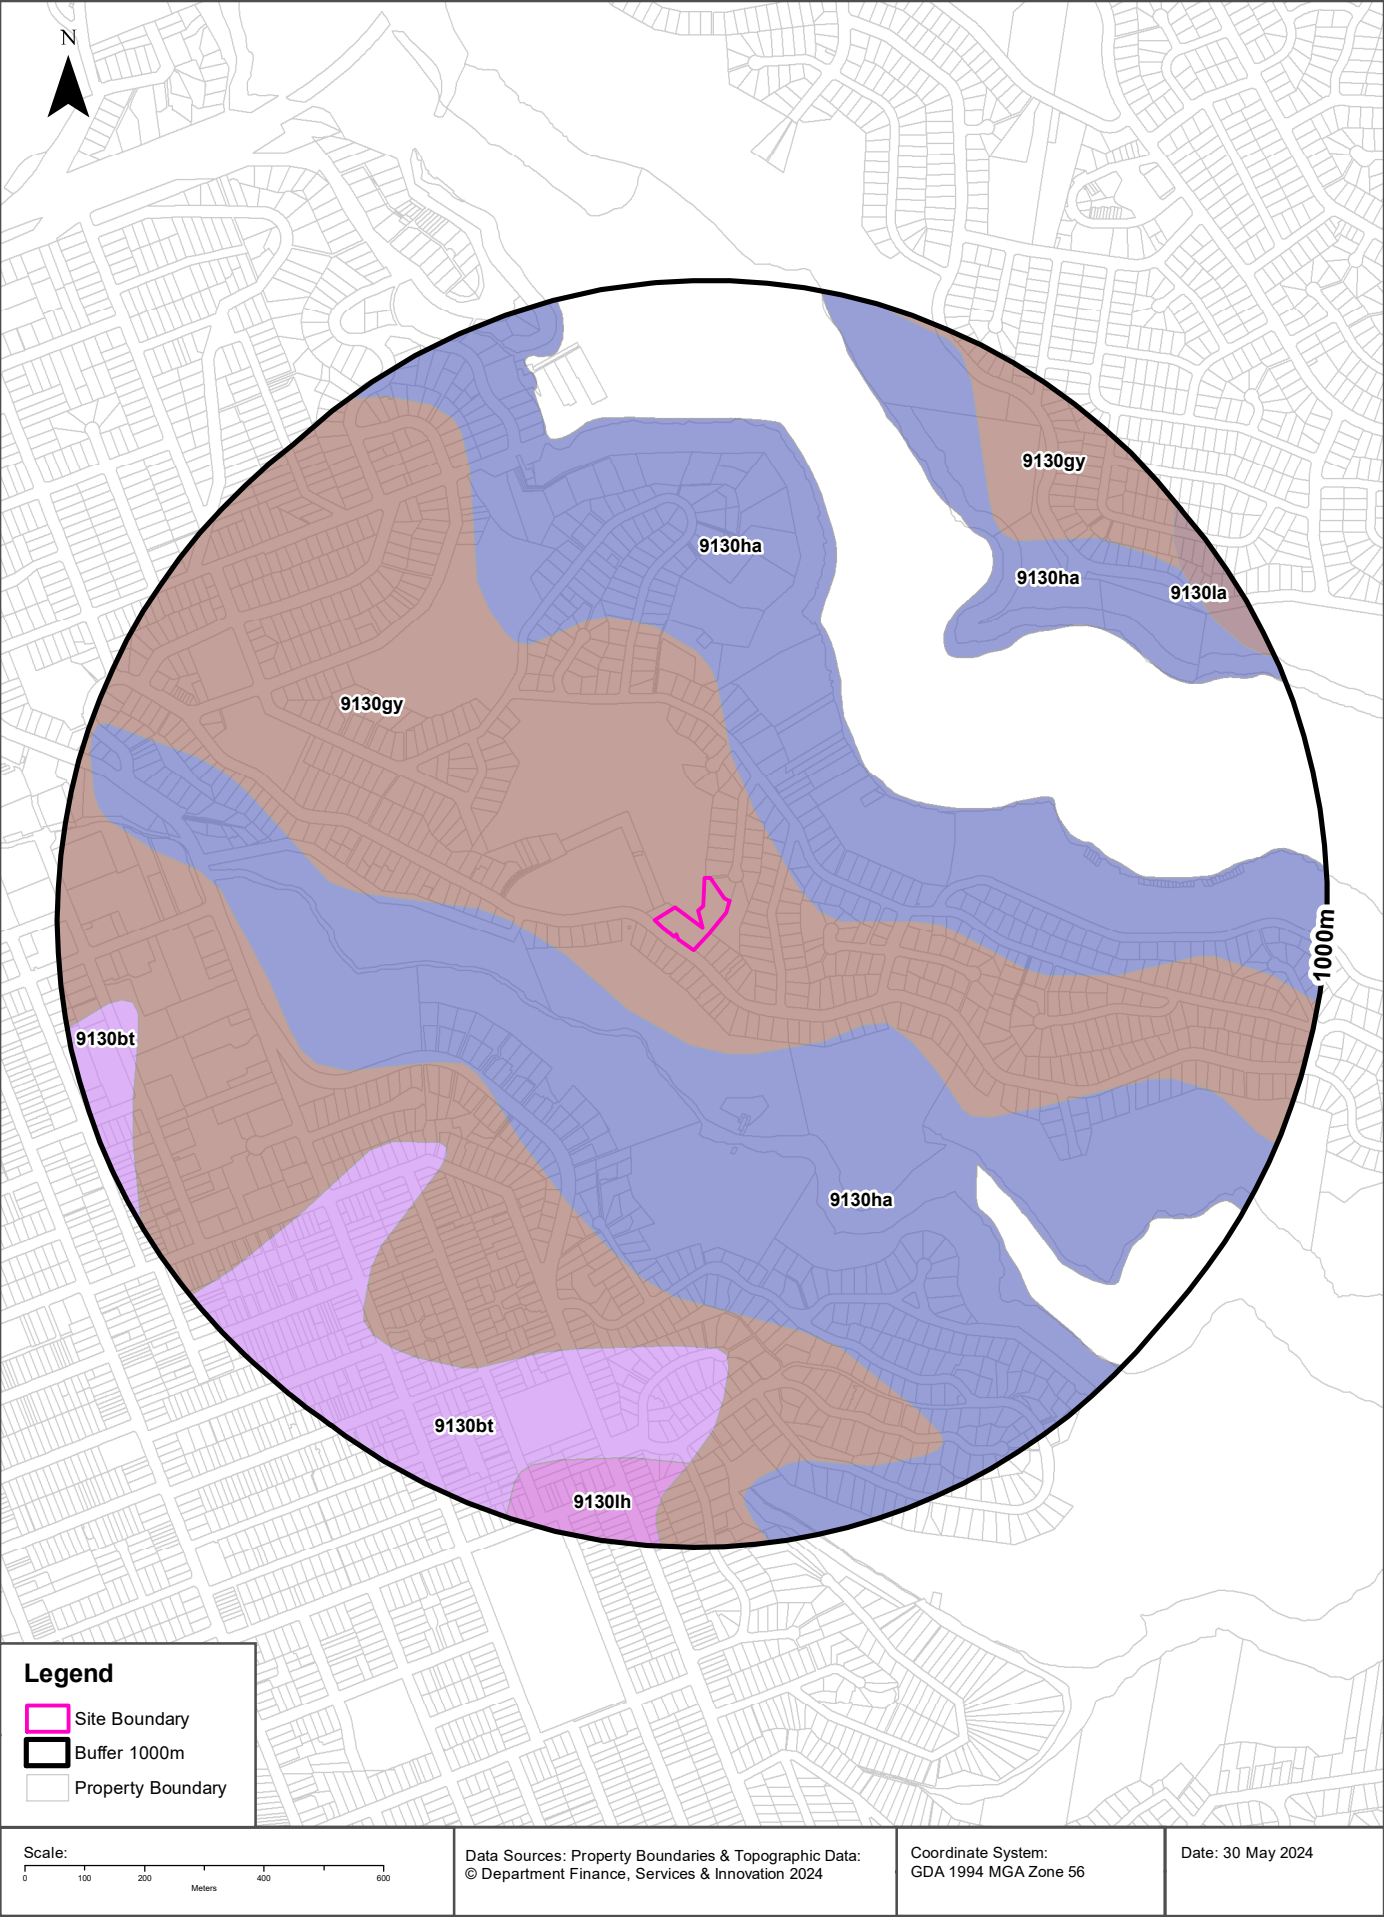 N
9130gy
9130ha
9130ha
9130la
9130gy
1000m
9130bt
9130ha
9130bt
9130lh
Legend
Site Boundary
Buffer 1000m
Property Boundary
Scale:
0 100 200 400 600
Meters
Data Sources: Property Boundaries & Topographic Data:
© Department Finance, Services & Innovation 2024
Coordinate System:
GDA 1994 MGA Zone 56
Date: 30 May 2024